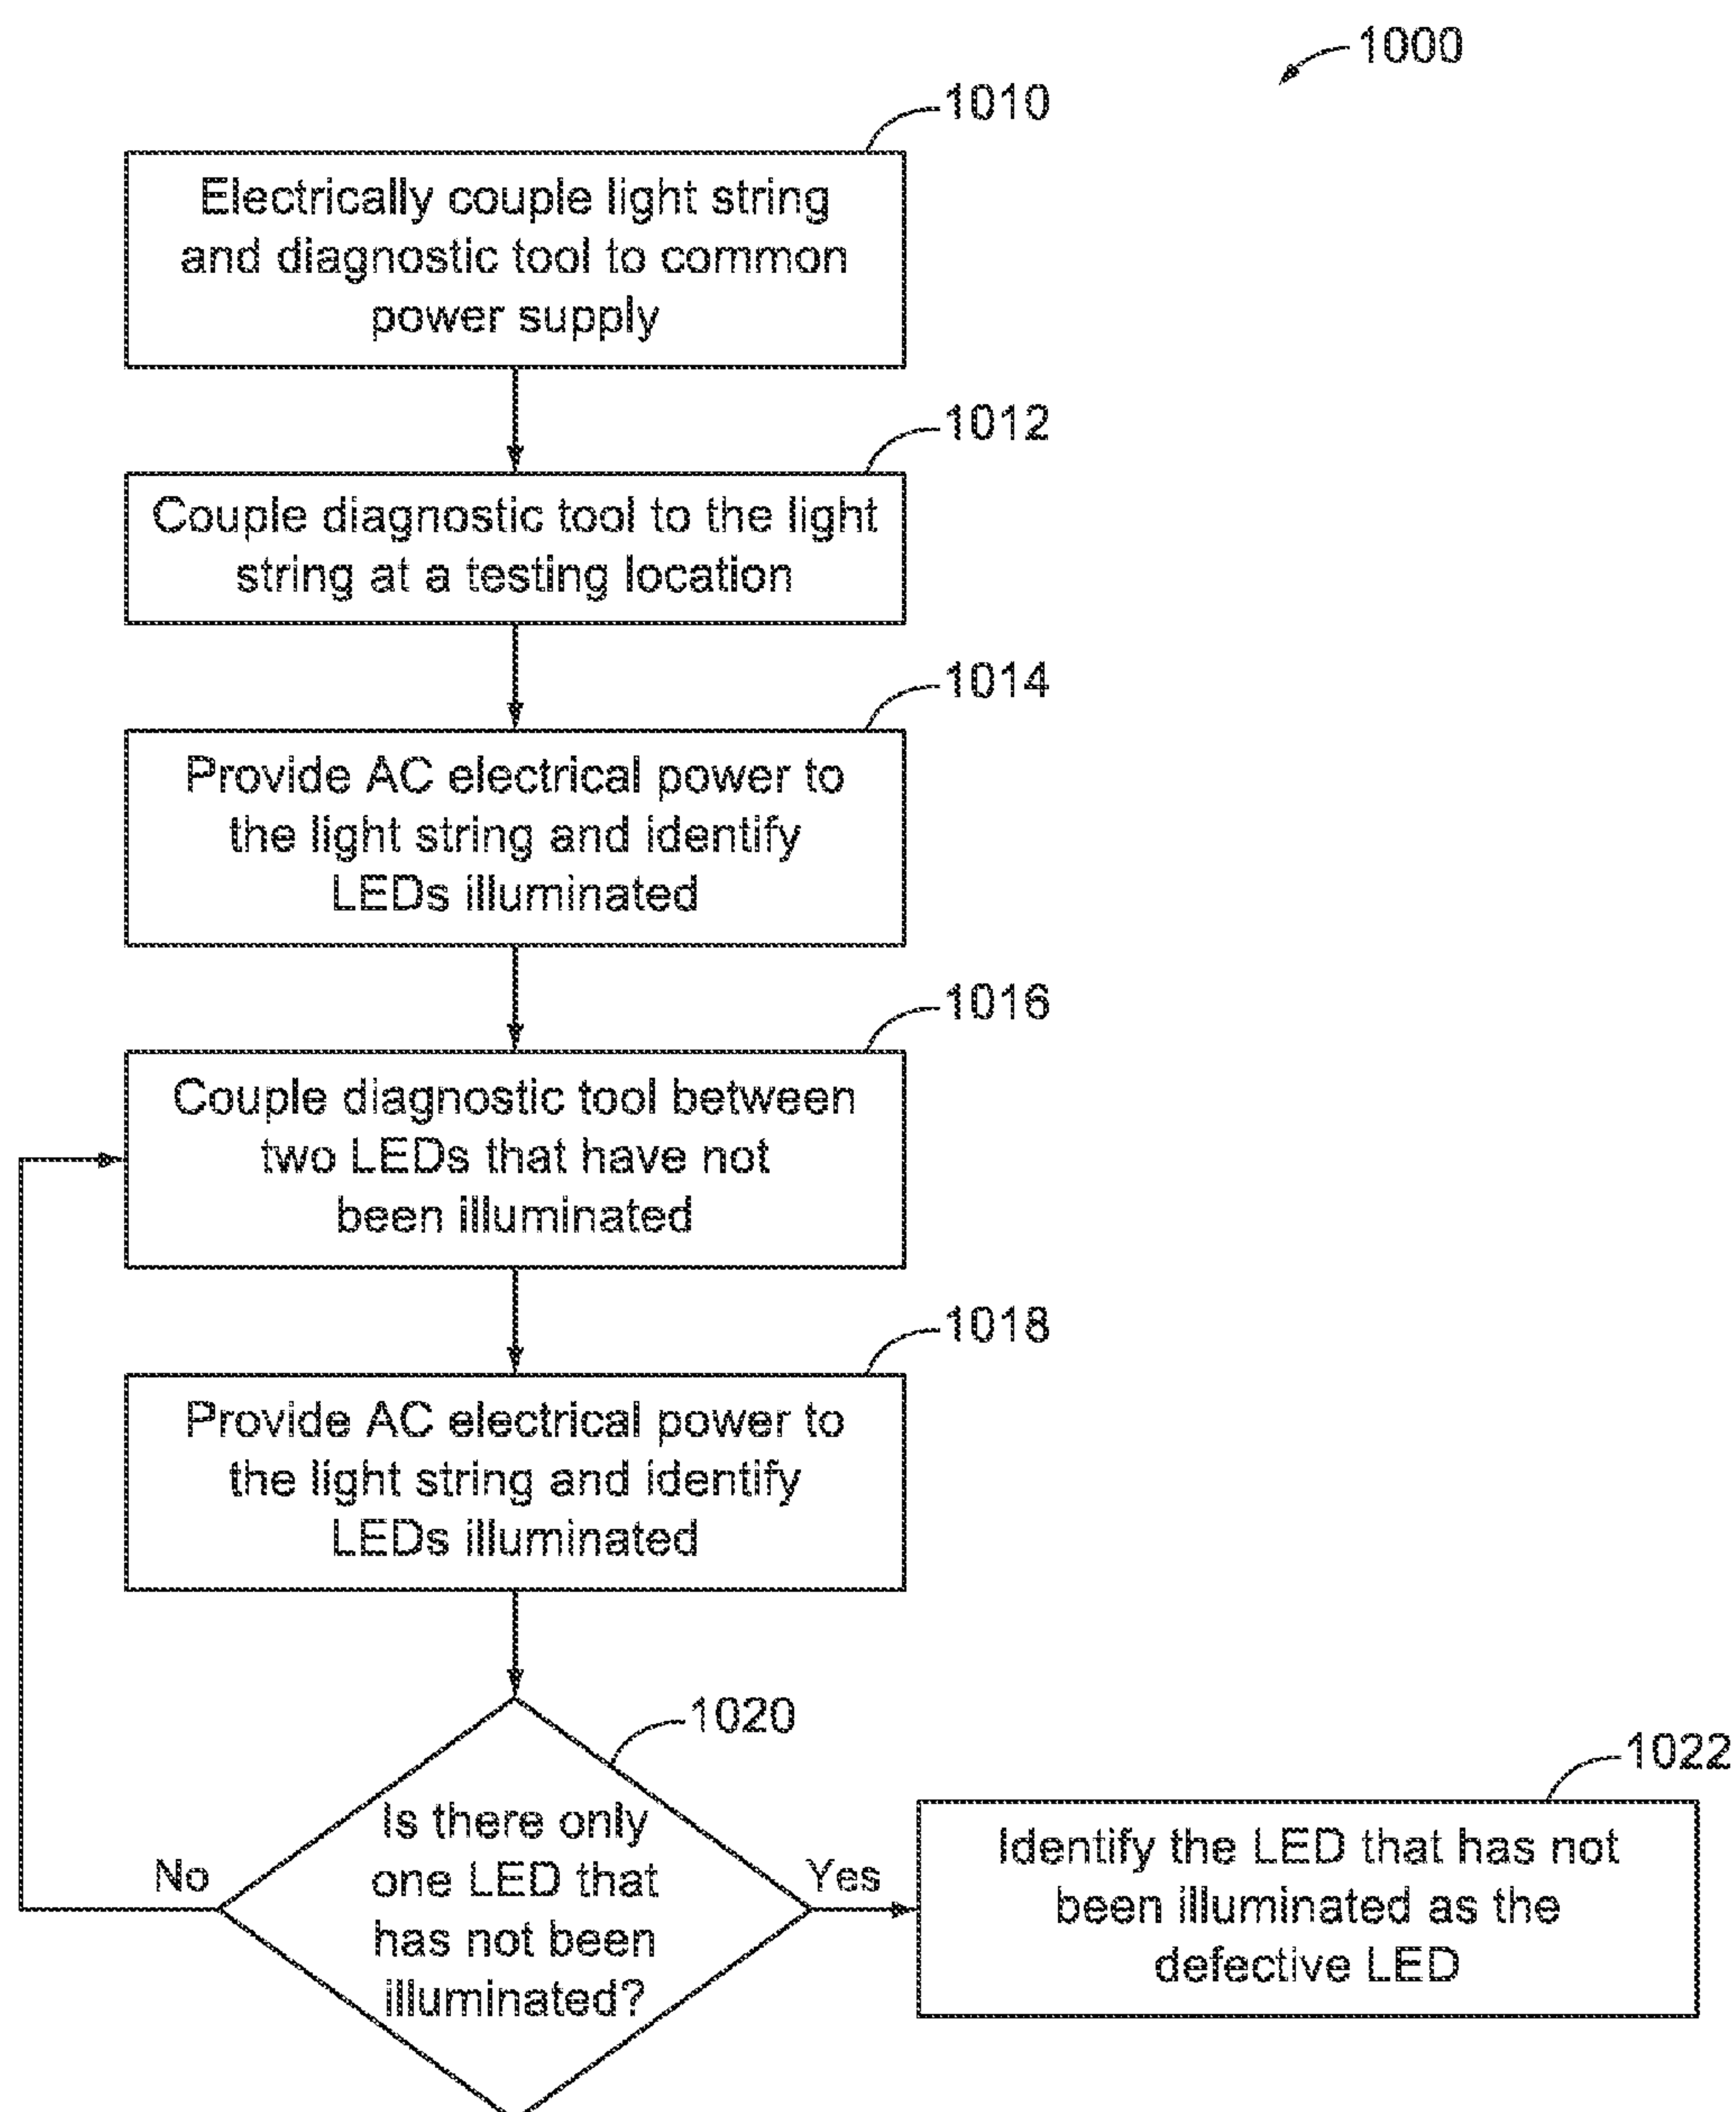 1000
1010
Electrically couple light string
and diagnostic tool to common
power supply
1012
Couple diagnostic tool to the light
string at a testing location
1014
Provide AC electrical power to
the light string and identify
LEDs illuminated
1016
Couple diagnostic tool between
two LEDs that have not
been illuminated
1018
Provide AC electrical power to
the light string and identify
LEDs illuminated
1020
Is there only
one LED that
has not been
illuminated?
No
Yes
1022
Identify the LED that has not
been illuminated as the
defective LED